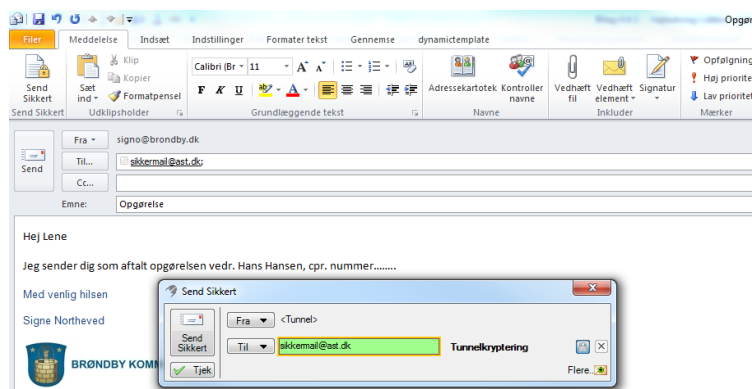 Opgør
Filer Meddelelse Indsæt Indstillinger Formater tekst Gennemse dynamictemplate
Send Sikkert
Sæt ind
Klip
Kopier
Formatpensel
Calibri (Br 11
F K U
Adressekartotek Kontroller navne
Vedhæft fil
Vedhæft element
Signatur
Opfølgning
Høj prioritet
Lav prioritet
Send Sikkert Udklipsholder Grundlæggende tekst Navne Inkluder Mærker
Send
Fra signo@brondby.dk
Til... sikkermail@ast.dk;
Cc...
Emne: Opgørelse
Hej Lene
Jeg sender dig som aftalt opgørelsen vedr. Hans Hansen, cpr. nummer........
Med venlig hilsen
Signe Northeved
BRØNDBY KOMM
Send Sikkert
Send Sikkert
Fra <Tunnel>
Til sikkermail@ast.dk Tunnelkryptering
Tjek
Flere..